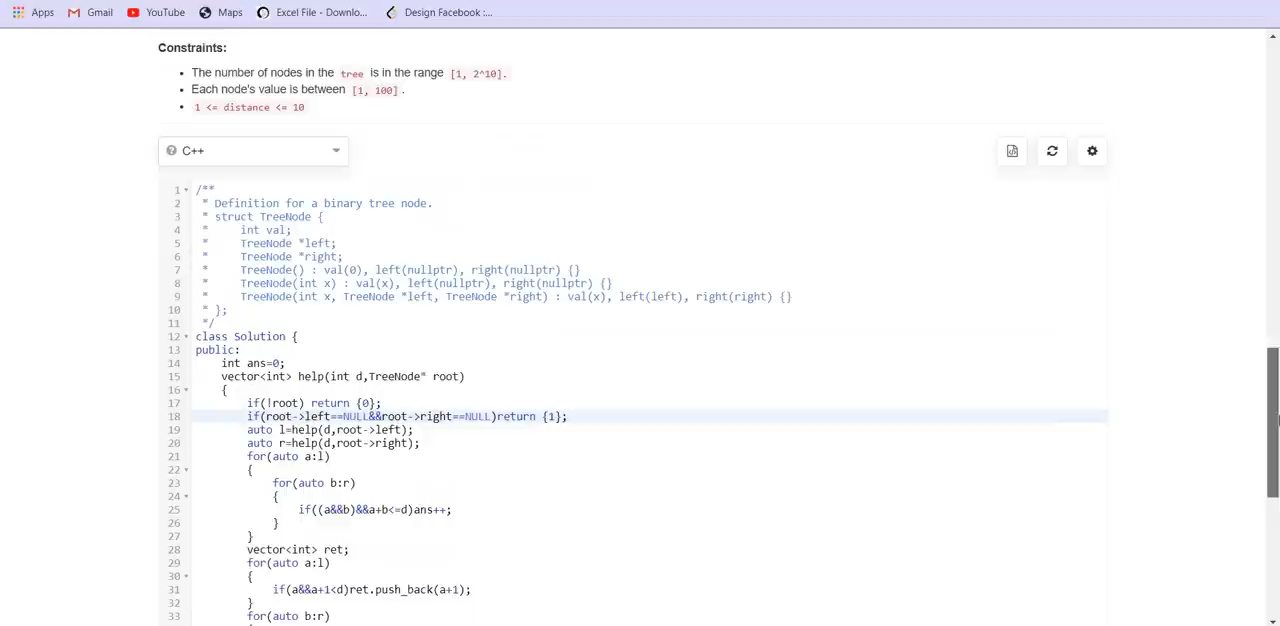 Apps Gmail YouTube Maps Excel File - Downlo... Design Facebook :...
Constraints:
• The number of nodes in the tree is in the range [1, 2^10].
• Each node's value is between [1, 100] .
• 1 <= distance <= 10
C++
1 /**
2  * Definition for a binary tree node.
3  * struct TreeNode {
4  *     int val;
5  *     TreeNode *left;
6  *     TreeNode *right;
7  *     TreeNode() : val(0), left(nullptr), right(nullptr) {}
8  *     TreeNode(int x) : val(x), left(nullptr), right(nullptr) {}
9  *     TreeNode(int x, TreeNode *left, TreeNode *right) : val(x), left(left), right(right) {}
10  * };
11  */
12 class Solution {
13 public:
14     int ans=0;
15     vector<int> help(int d,TreeNode* root)
16     {
17         if(!root) return {0};
18         if(root->left==NULL&&root->right==NULL)return {1};
19         auto l=help(d,root->left);
20         auto r=help(d,root->right);
21         for(auto a:l)
22         {
23             for(auto b:r)
24             {
25                 if((a&&b)&&a+b<=d)ans++;
26             }
27         }
28         vector<int> ret;
29         for(auto a:l)
30         {
31             if(a&&a+1<d)ret.push_back(a+1);
32         }
33         for(auto b:r)